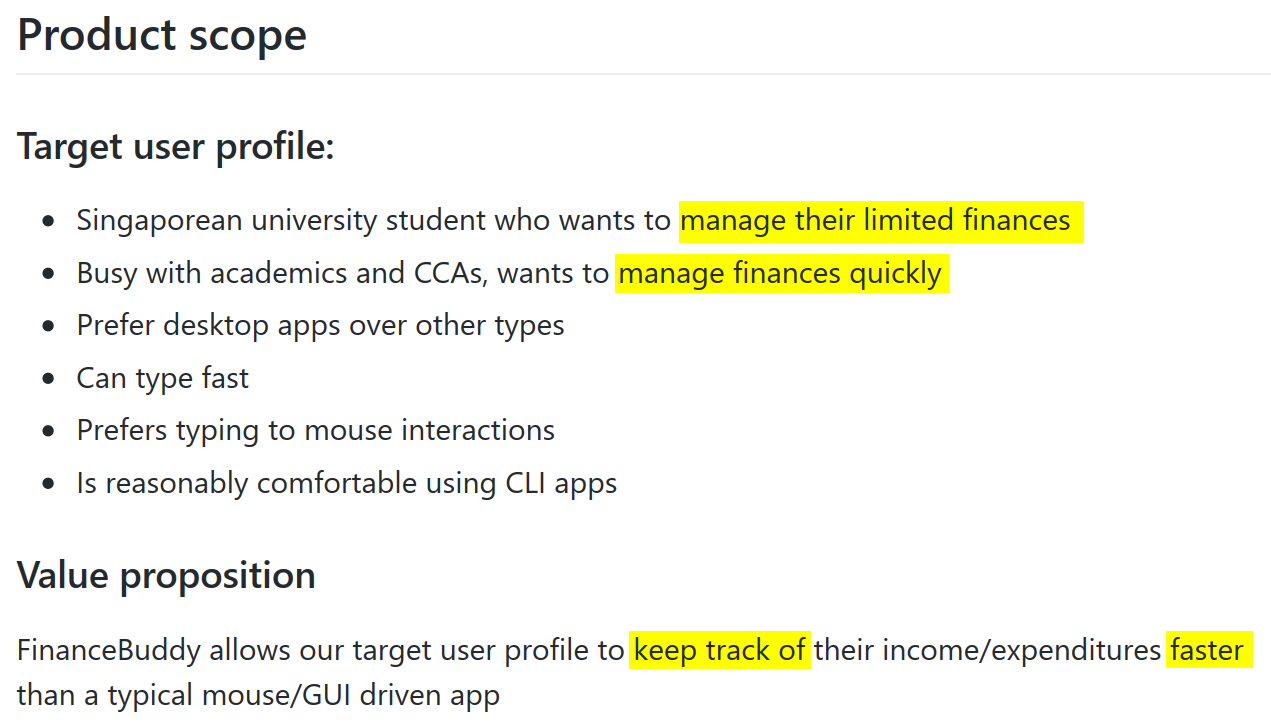 Product scope
Target user profile:
Singaporean university student who wants to manage their limited finances
Busy with academics and CCAs, wants to manage finances quickly
Prefer desktop apps over other types
Can type fast
Prefers typing to mouse interactions
Is reasonably comfortable using CLI apps
Value proposition
FinanceBuddy allows our target user profile to keep track of their income/expenditures faster
than a typical mouse/GUI driven app